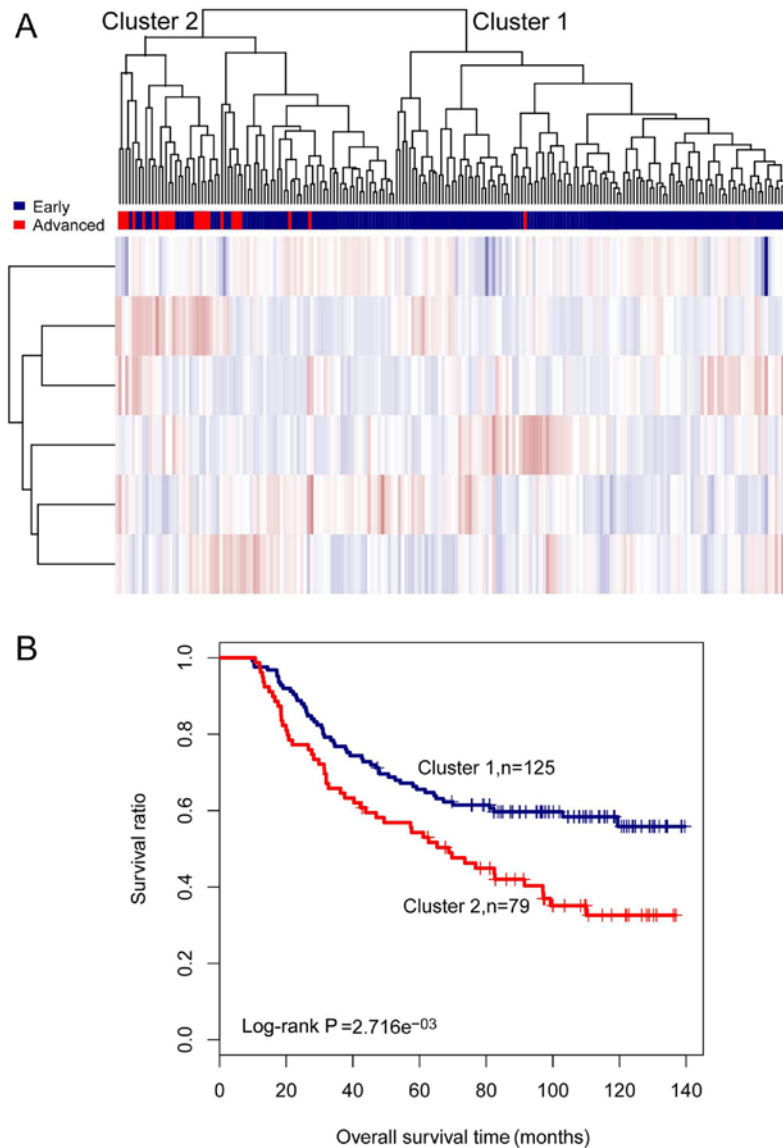 A
Cluster 2
Cluster 1
Early
Advanced
B
1.0
0.8
0.6
0.4
0.2
0.0
Survival ratio
Cluster 1,n=125
Cluster 2,n=79
Log-rank P =2.716e⁻⁰³
0 20 40 60 80 100 120 140
Overall survival time (months)